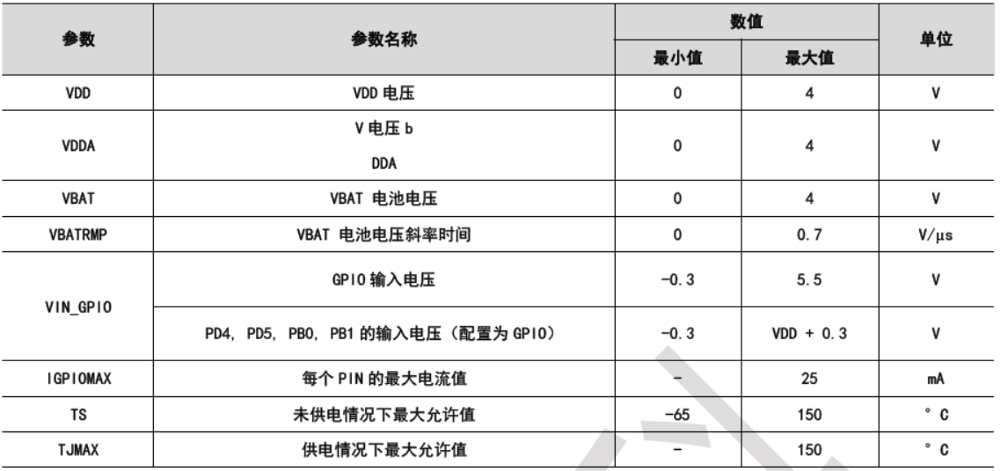 参数 参数名称 数值 单位
最小值 最大值
VDD VDD 电压 0 4 V
VDDA V 电压 b 0 4 V
DDA
VBAT VBAT 电池电压 0 4 V
VBATRMP VBAT 电池电压斜率时间 0 0.7 V/μs
VIN_GPIO GPIO 输入电压 -0.3 5.5 V
PD4, PD5, PB0, PB1 的输入电压（配置为 GPIO） -0.3 VDD + 0.3 V
IGPIOMAX 每个 PIN 的最大电流值 - 25 mA
TS 未供电情况下最大允许值 -65 150 ° C
TJMAX 供电情况下最大允许值 - 150 ° C